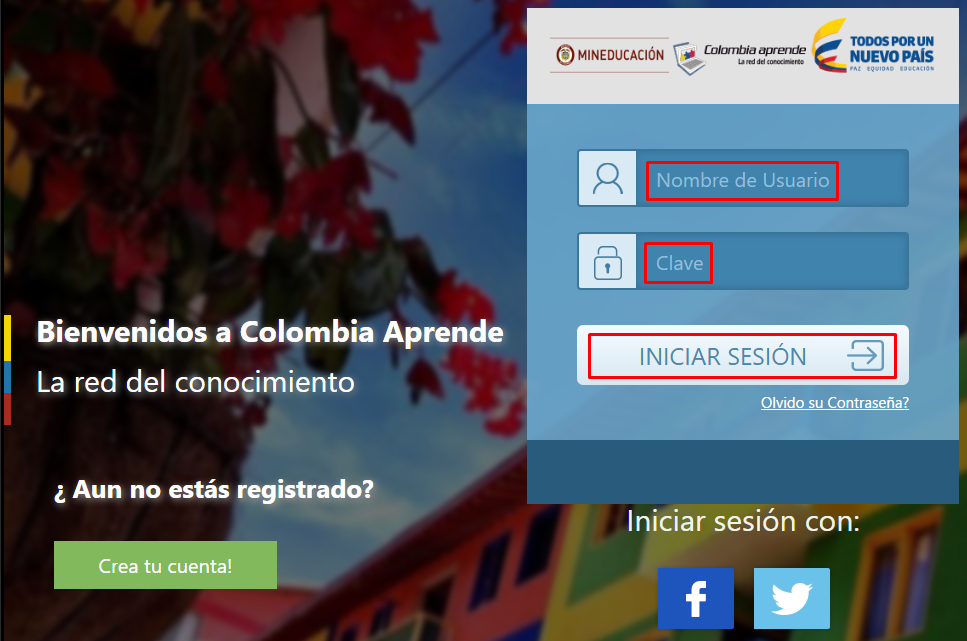 MINEDUCACIÓN
Colombia aprende
La red del conocimiento
TODOS POR UN
NUEVO PAÍS
PAZ EQUIDAD EDUCACIÓN
Nombre de Usuario
Clave
INICIAR SESIÓN
Olvido su Contraseña?
Bienvenidos a Colombia Aprende
La red del conocimiento
¿ Aun no estás registrado?
Crea tu cuenta!
Iniciar sesión con: